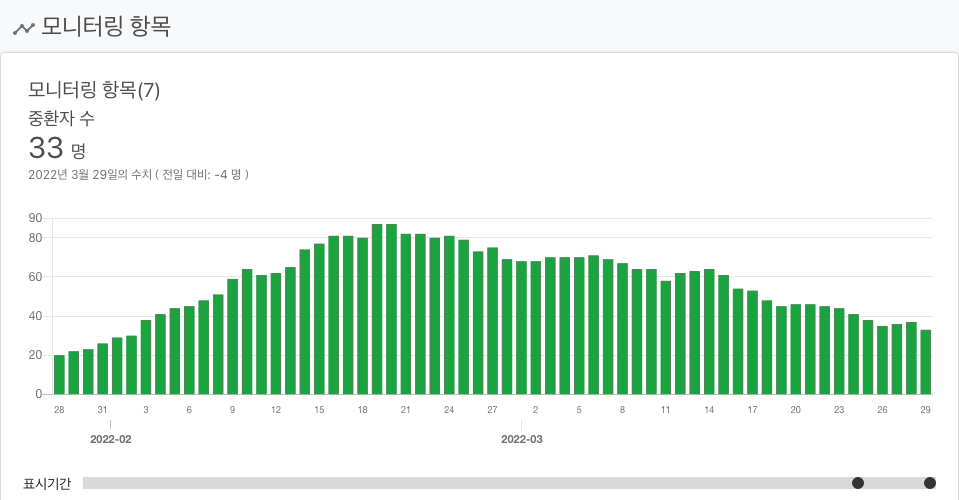 모니터링 항목
모니터링 항목(7)
중환자 수
33 명
2022년 3월 29일의 수치 ( 전일 대비: -4 명 )
90
80
60
40
20
0
28 31 3 6 9 12 15 18 21 24 27 2 5 8 11 14 17 20 23 26 29
2022-02 2022-03
표시기간